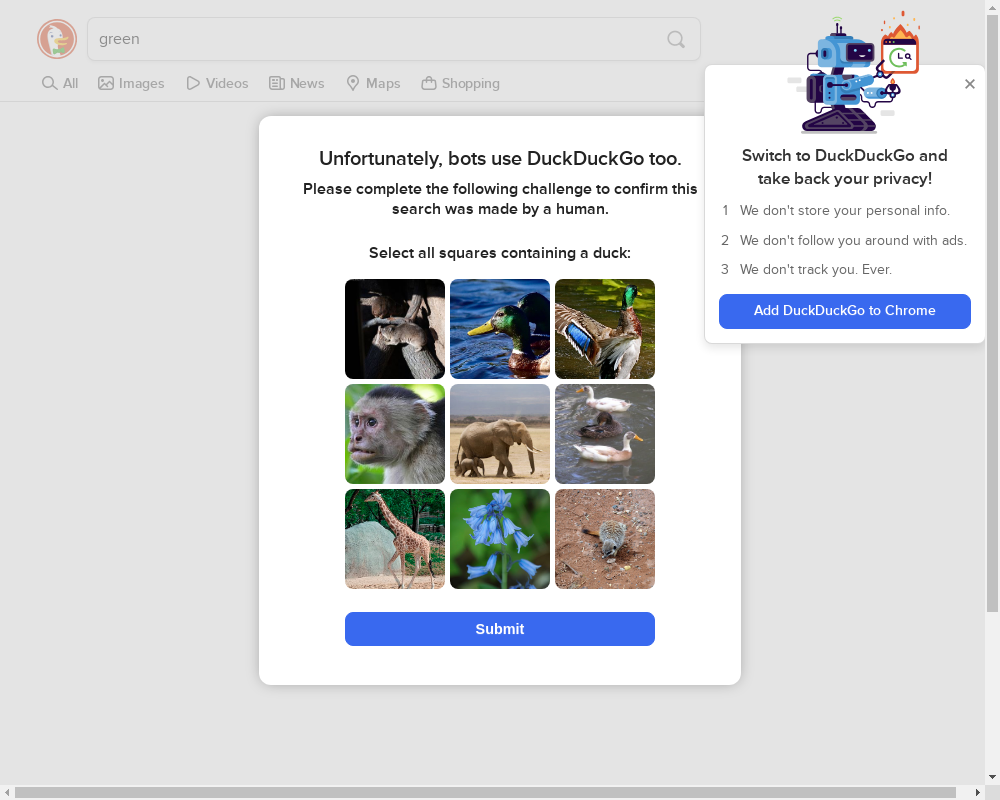 green
All
Images
Videos
News
Maps
Shopping
Unfortunately, bots use DuckDuckGo too.
Please complete the following challenge to confirm this
search was made by a human.
Select all squares containing a duck:
Submit
Switch to DuckDuckGo and
take back your privacy!
1 We don't store your personal info.
2 We don't follow you around with ads.
3 We don't track you. Ever.
Add DuckDuckGo to Chrome